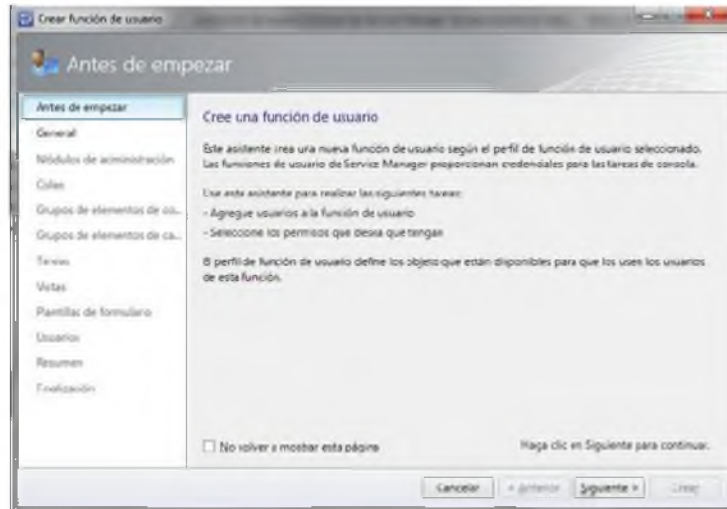 Crear función de usuario
Antes de empezar
Antes de empezar
General
Módulos de administración
Colas
Grupos de elementos de co...
Grupos de elementos de ca...
Tareas
Vistas
Plantillas de formulario
Usuarios
Resumen
Finalización
Cree una función de usuario
Este asistente crea una nueva función de usuario según el perfil de función de usuario seleccionado.
Las funciones de usuario de Service Manager proporcionan credenciales para las tareas de consola.
Use este asistente para realizar las siguientes tareas:
- Agregue usuarios a la función de usuario
- Seleccione los permisos que desea que tengan
El perfil de función de usuario define los objetos que están disponibles para que los usen los usuarios
de esta función.
No volver a mostrar esta página
Haga clic en Siguiente para continuar.
Cancelar
< Anterior
Siguiente >
Crear